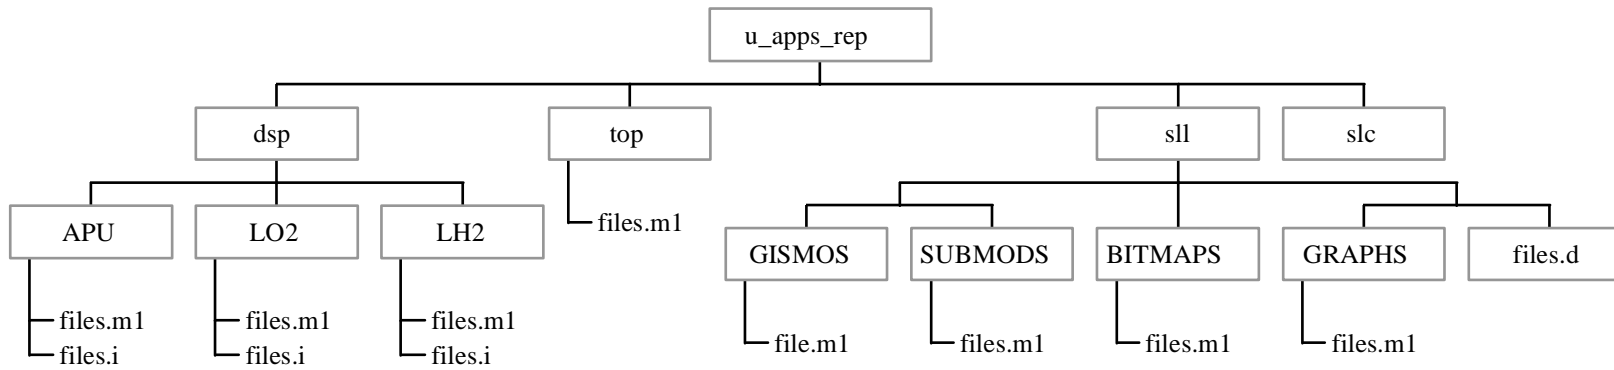 u_apps_rep
dsp
top
sll
slc
APU
LO2
LH2
files.m1
GISMOS
SUBMODS
BITMAPS
GRAPHS
files.d
files.m1
files.i
files.m1
files.i
files.m1
files.i
file.m1
files.m1
files.m1
files.m1